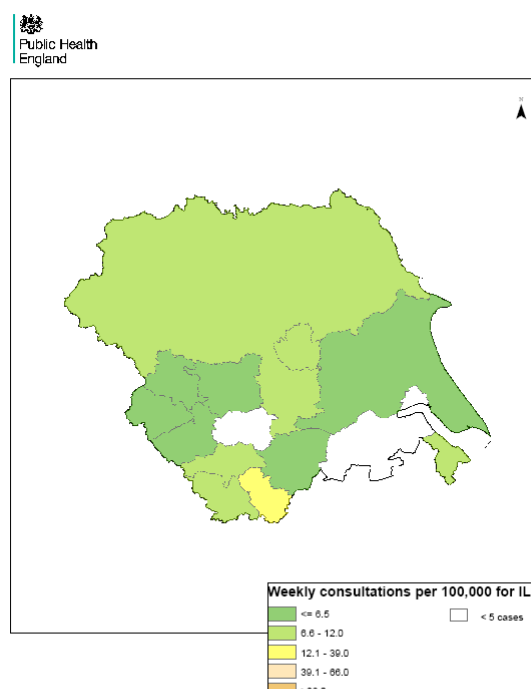 Public Health
England
N
Weekly consultations per 100,000 for IL
<= 6.5
< 5 cases
6.6 - 12.0
12.1 - 39.0
39.1 - 66.0